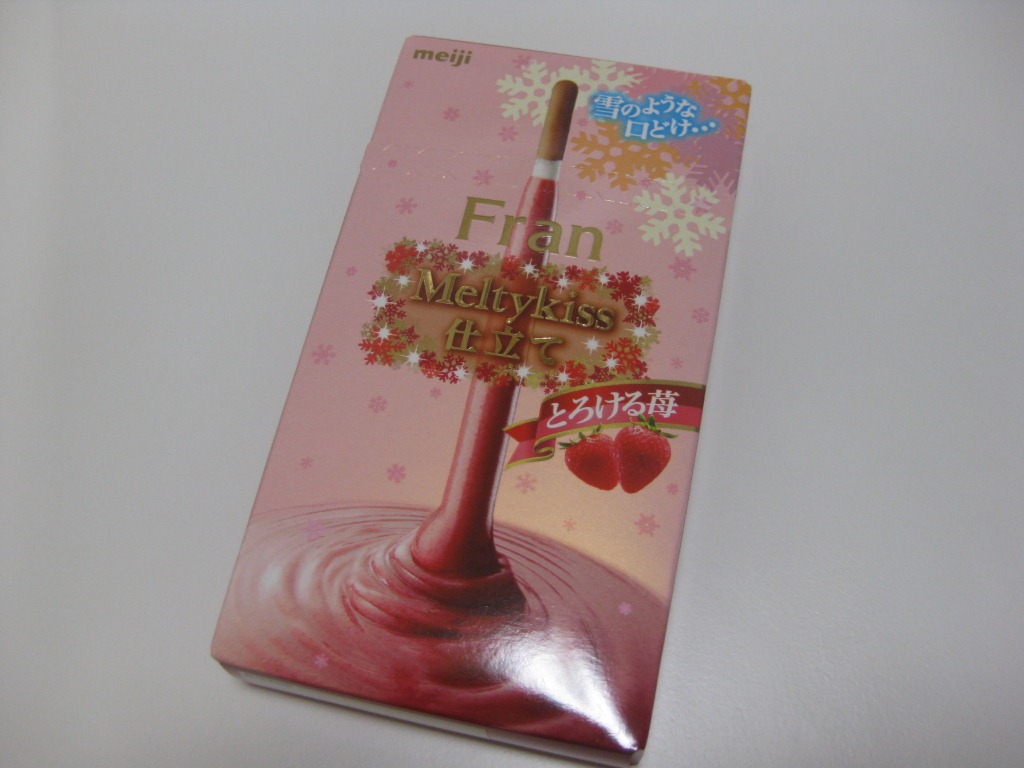 meiji
雪のような
口どけ…
Fran
Meltykiss
仕立て
とろける苺